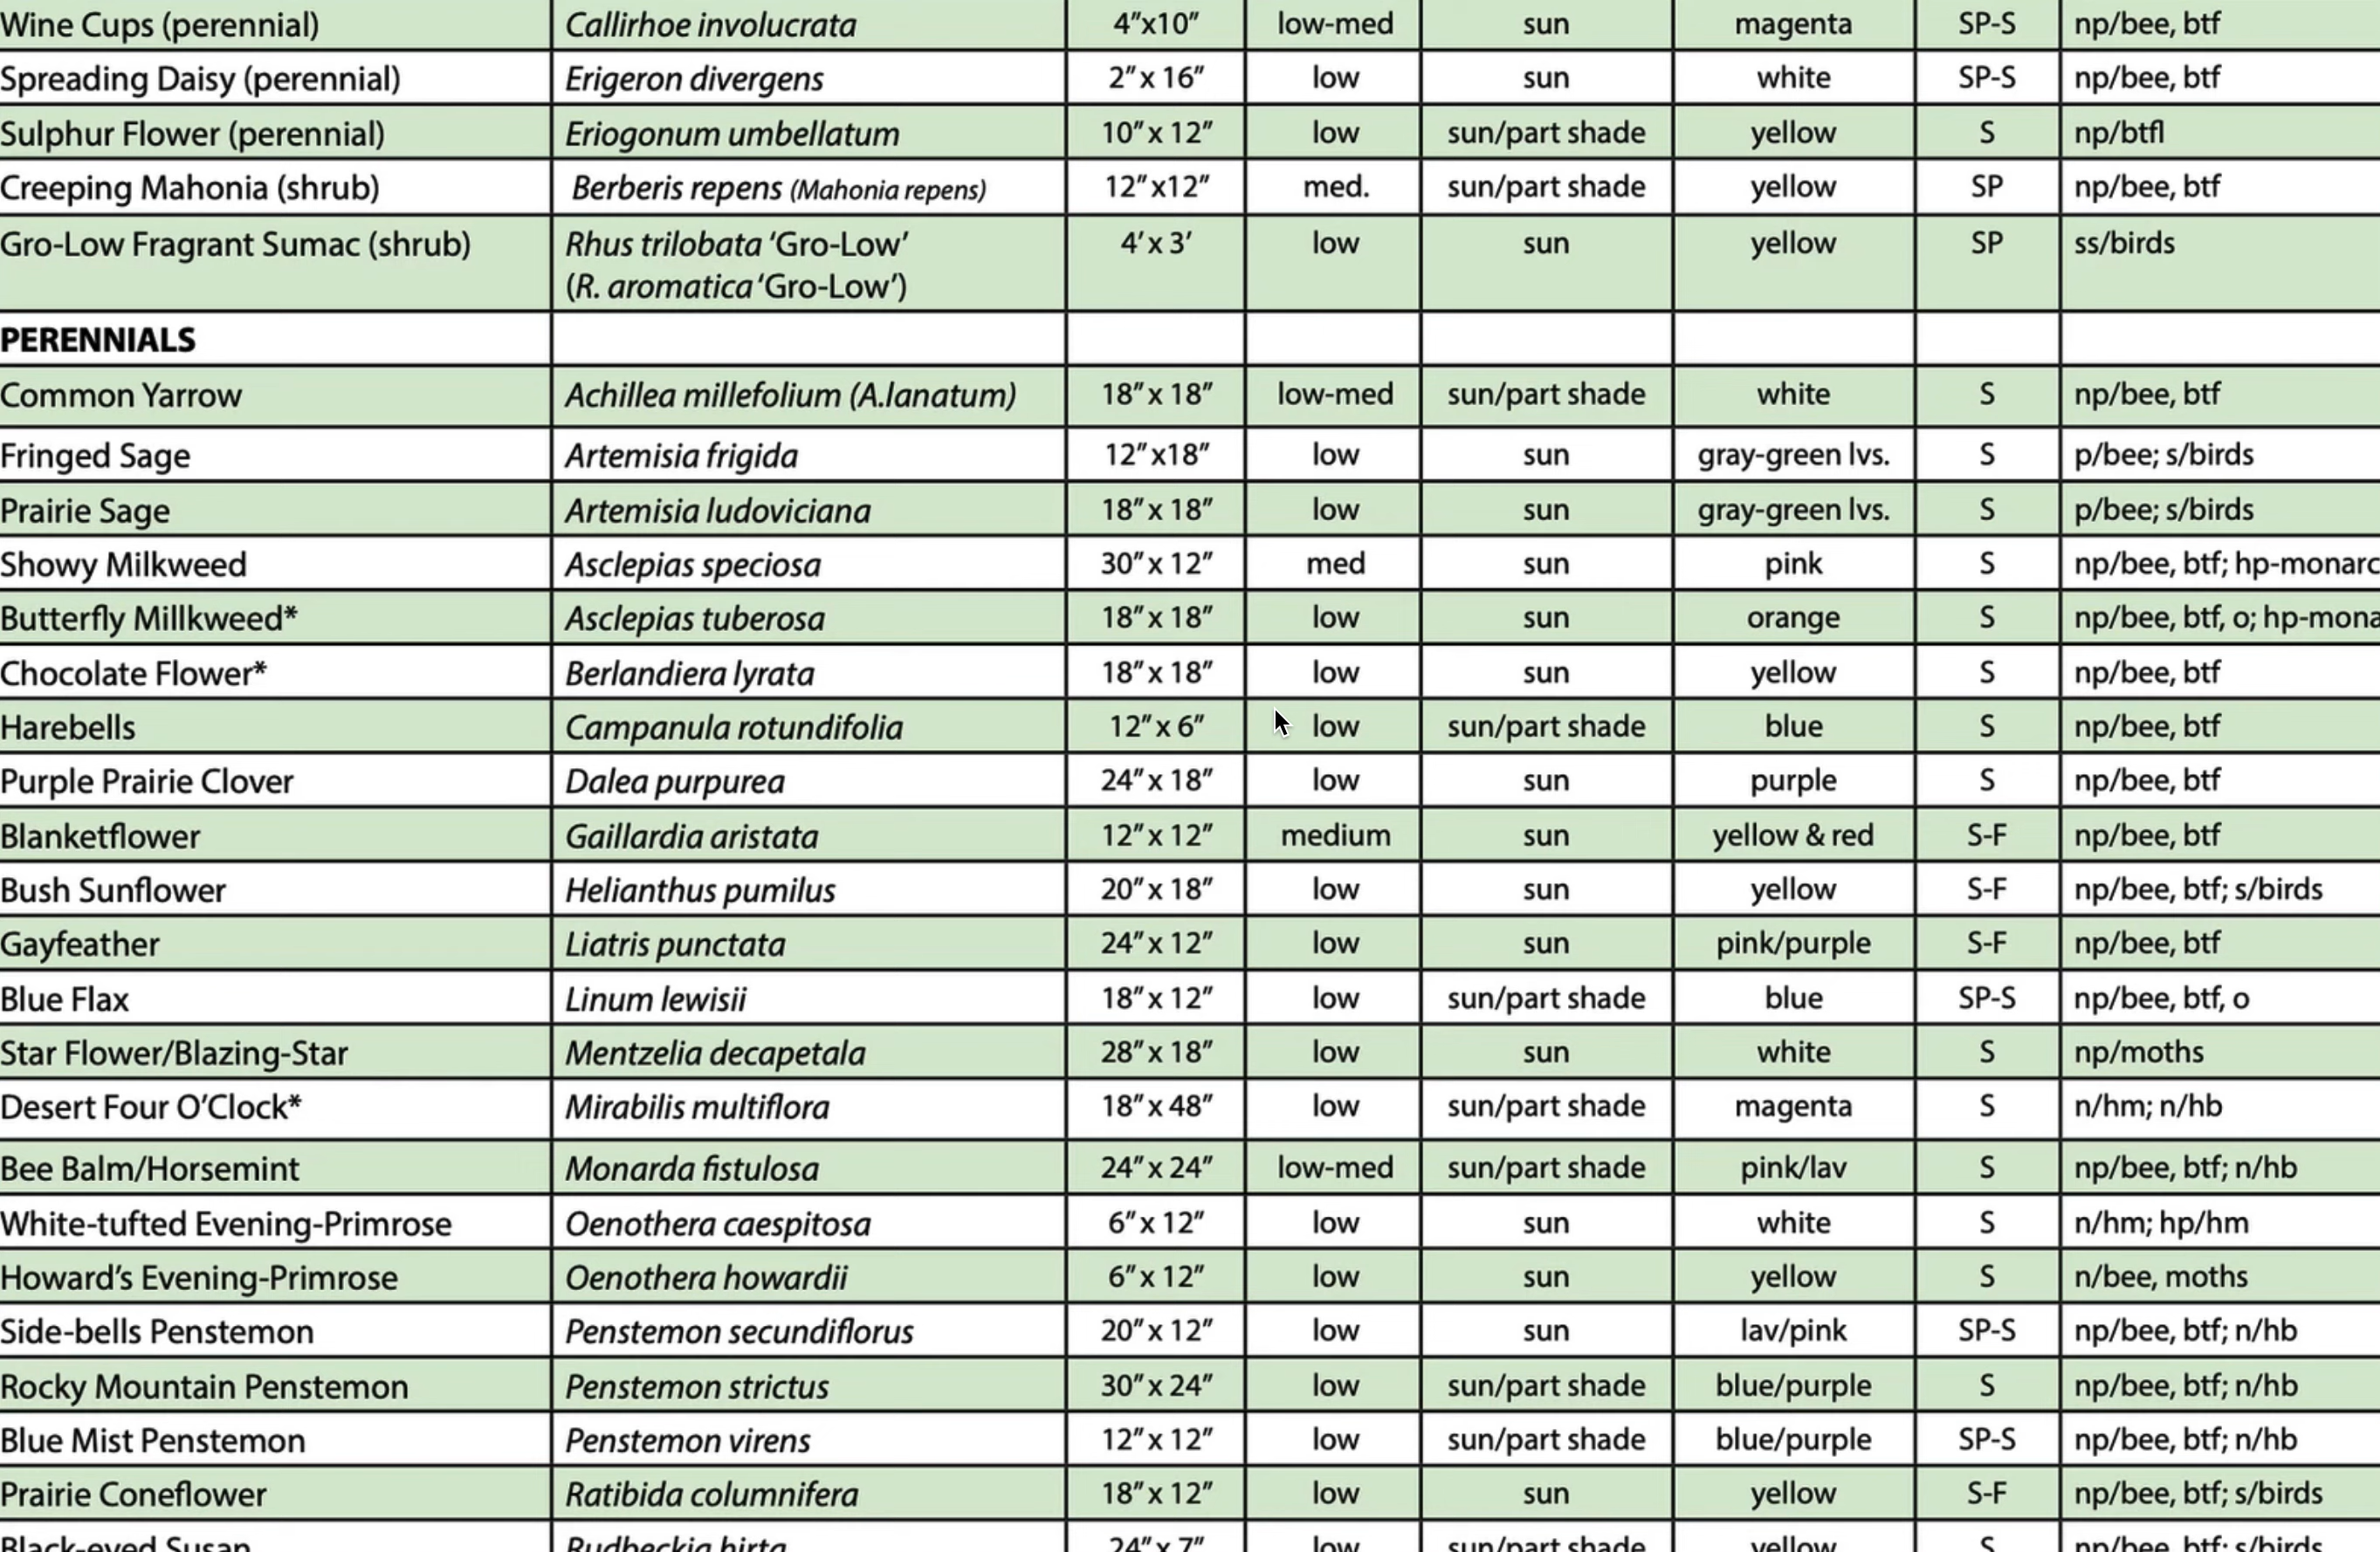 Wine Cups (perennial) Callirhoe involucrata 4”x10” low-med sun magenta SP-S np/bee, btf
Spreading Daisy (perennial) Erigeron divergens 2” x 16” low sun white SP-S np/bee, btf
Sulphur Flower (perennial) Eriogonum umbellatum 10” x 12” low sun/part shade yellow S np/btfl
Creeping Mahonia (shrub) Berberis repens (Mahonia repens) 12”x12” med. sun/part shade yellow SP np/bee, btf
Gro-Low Fragrant Sumac (shrub) Rhus trilobata ‘Gro-Low’ 4’ x 3’ low sun yellow SP ss/birds
(R. aromatica ‘Gro-Low’)
PERENNIALS
Common Yarrow Achillea millefolium (A.lanatum) 18” x 18” low-med sun/part shade white S np/bee, btf
Fringed Sage Artemisia frigida 12”x18” low sun gray-green lvs. S p/bee; s/birds
Prairie Sage Artemisia ludoviciana 18” x 18” low sun gray-green lvs. S p/bee; s/birds
Showy Milkweed Asclepias speciosa 30” x 12” med sun pink S np/bee, btf; hp-monarc
Butterfly Millkweed* Asclepias tuberosa 18” x 18” low sun orange S np/bee, btf, o; hp-mona
Chocolate Flower* Berlandiera lyrata 18” x 18” low sun yellow S np/bee, btf
Harebells Campanula rotundifolia 12” x 6” low sun/part shade blue S np/bee, btf
Purple Prairie Clover Dalea purpurea 24” x 18” low sun purple S np/bee, btf
Blanketflower Gaillardia aristata 12” x 12” medium sun yellow & red S-F np/bee, btf
Bush Sunflower Helianthus pumilus 20” x 18” low sun yellow S-F np/bee, btf; s/birds
Gayfeather Liatris punctata 24” x 12” low sun pink/purple S-F np/bee, btf
Blue Flax Linum lewisii 18” x 12” low sun/part shade blue SP-S np/bee, btf, o
Star Flower/Blazing-Star Mentzelia decapetala 28” x 18” low sun white S np/moths
Desert Four O’Clock* Mirabilis multiflora 18” x 48” low sun/part shade magenta S n/hm; n/hb
Bee Balm/Horsemint Monarda fistulosa 24” x 24” low-med sun/part shade pink/lav S np/bee, btf; n/hb
White-tufted Evening-Primrose Oenothera caespitosa 6” x 12” low sun white S n/hm; hp/hm
Howard’s Evening-Primrose Oenothera howardii 6” x 12” low sun yellow S n/bee, moths
Side-bells Penstemon Penstemon secundiflorus 20” x 12” low sun lav/pink SP-S np/bee, btf; n/hb
Rocky Mountain Penstemon Penstemon strictus 30” x 24” low sun/part shade blue/purple S np/bee, btf; n/hb
Blue Mist Penstemon Penstemon virens 12” x 12” low sun/part shade blue/purple SP-S np/bee, btf; n/hb
Prairie Coneflower Ratibida columnifera 18” x 12” low sun yellow S-F np/bee, btf; s/birds
Black-eyed Susan Rudbeckia hirta 24” x 7” low sun/part shade yellow S np/bee, btf; s/birds